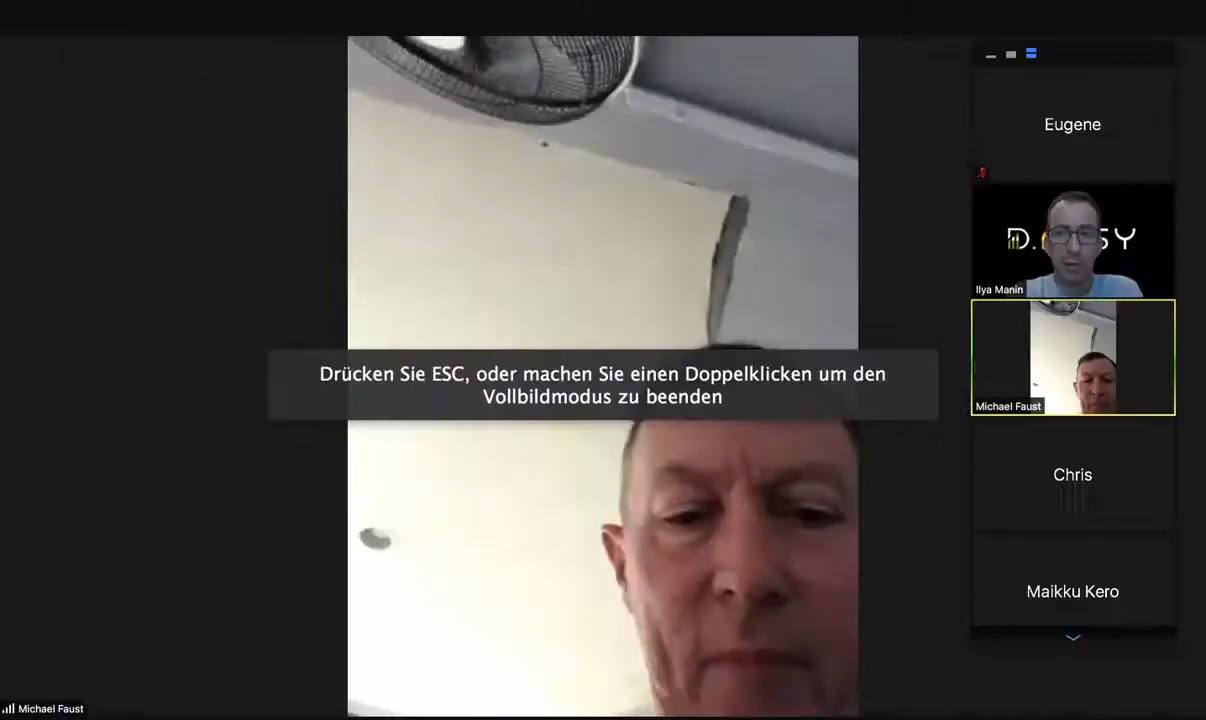 Drücken Sie ESC, oder machen Sie einen Doppelklicken um den
Vollbildmodus zu beenden
Eugene
Ilya Manin
Michael Faust
Chris
Maikku Kero
Michael Faust